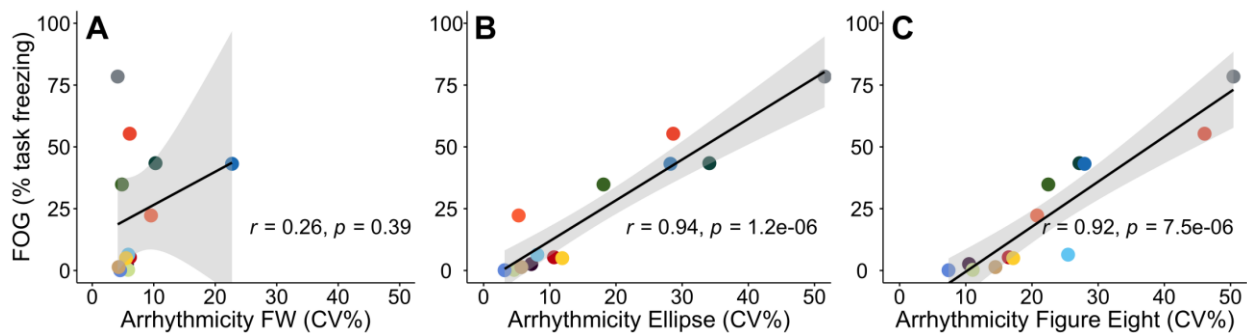 A
B
C
FOG (% task freezing)
100
75
50
25
0
r = 0.26, p = 0.39
0 10 20 30 40 50
Arrhythmicity FW (CV%)
100
75
50
25
0
r = 0.94, p = 1.2e-06
0 10 20 30 40 50
Arrhythmicity Ellipse (CV%)
100
75
50
25
0
r = 0.92, p = 7.5e-06
0 10 20 30 40 50
Arrhythmicity Figure Eight (CV%)